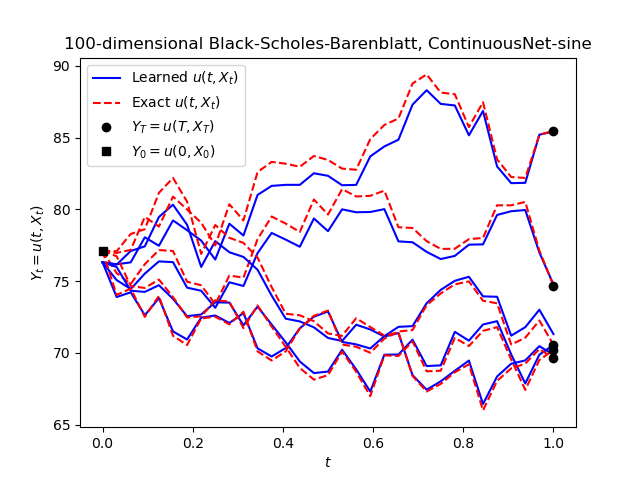 100-dimensional Black-Scholes-Barenblatt, ContinuousNet-sine
Learned u(t, X_t)
Exact u(t, X_t)
Y_T = u(T, X_T)
Y_0 = u(0, X_0)
Y_t = u(t, X_t)
90
85
80
75
70
65
0.0 0.2 0.4 0.6 0.8 1.0
t